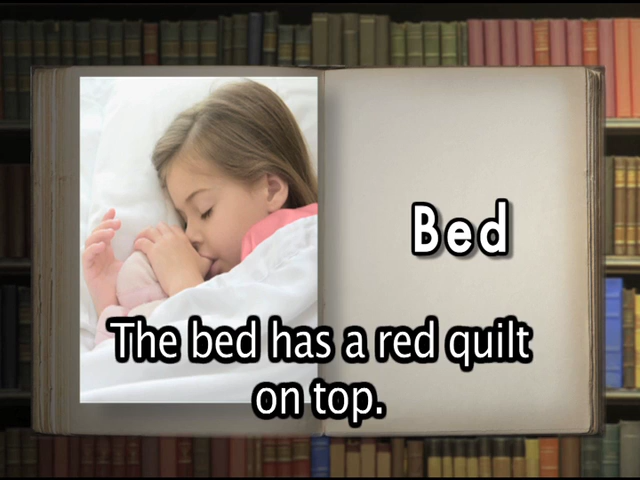 Bed
The bed has a red quilt
on top.